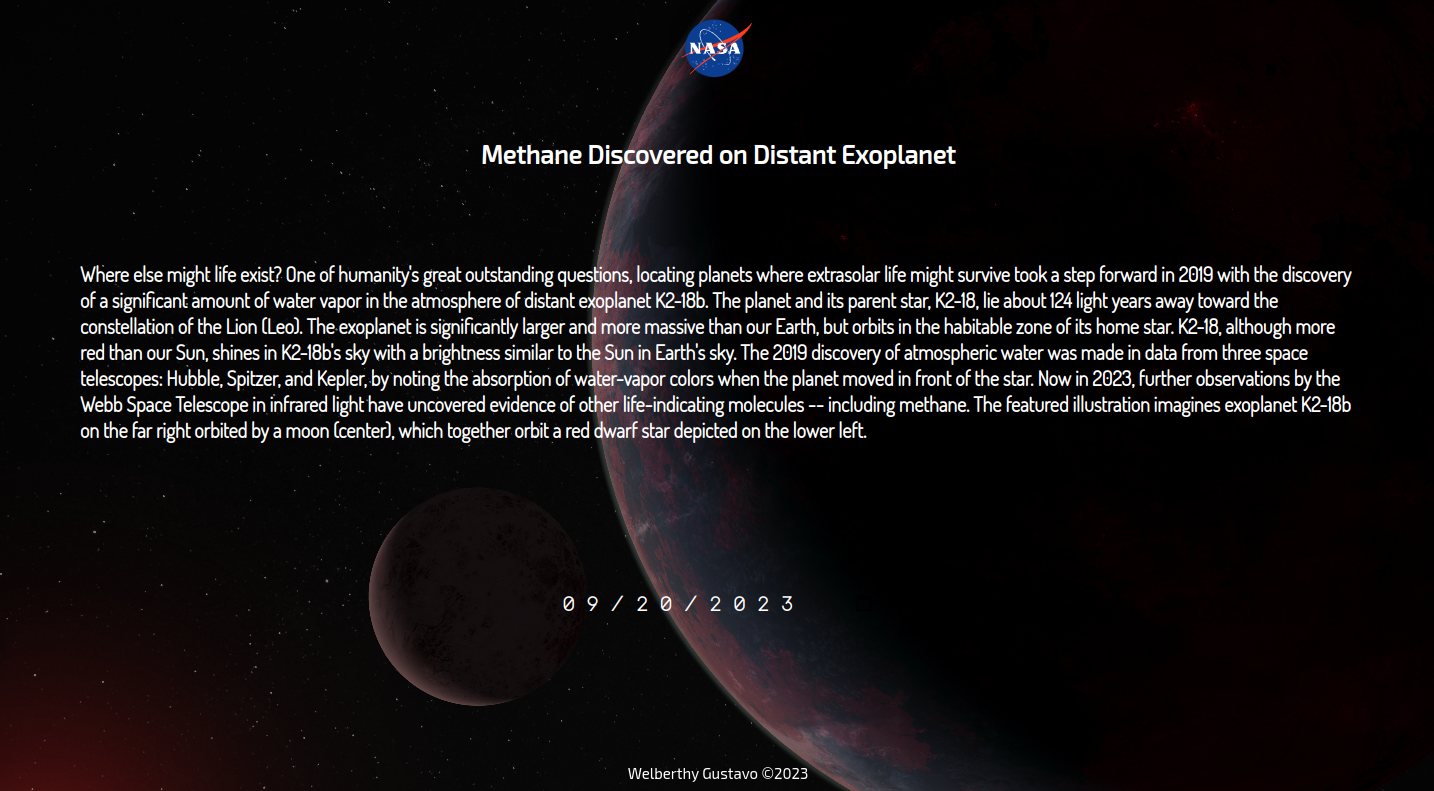 NASA
Methane Discovered on Distant Exoplanet
Where else might life exist? One of humanity's great outstanding questions, locating planets where extrasolar life might survive took a step forward in 2019 with the discovery
of a significant amount of water vapor in the atmosphere of distant exoplanet K2-18b. The planet and its parent star, K2-18, lie about 124 light years away toward the
constellation of the Lion (Leo). The exoplanet is significantly larger and more massive than our Earth, but orbits in the habitable zone of its home star. K2-18, although more
red than our Sun, shines in K2-18b's sky with a brightness similar to the Sun in Earth's sky. The 2019 discovery of atmospheric water was made in data from three space
telescopes: Hubble, Spitzer, and Kepler, by noting the absorption of water-vapor colors when the planet moved in front of the star. Now in 2023, further observations by the
Webb Space Telescope in infrared light have uncovered evidence of other life-indicating molecules -- including methane. The featured illustration imagines exoplanet K2-18b
on the far right orbited by a moon (center), which together orbit a red dwarf star depicted on the lower left.
09/20/2023
Welberthy Gustavo ©2023